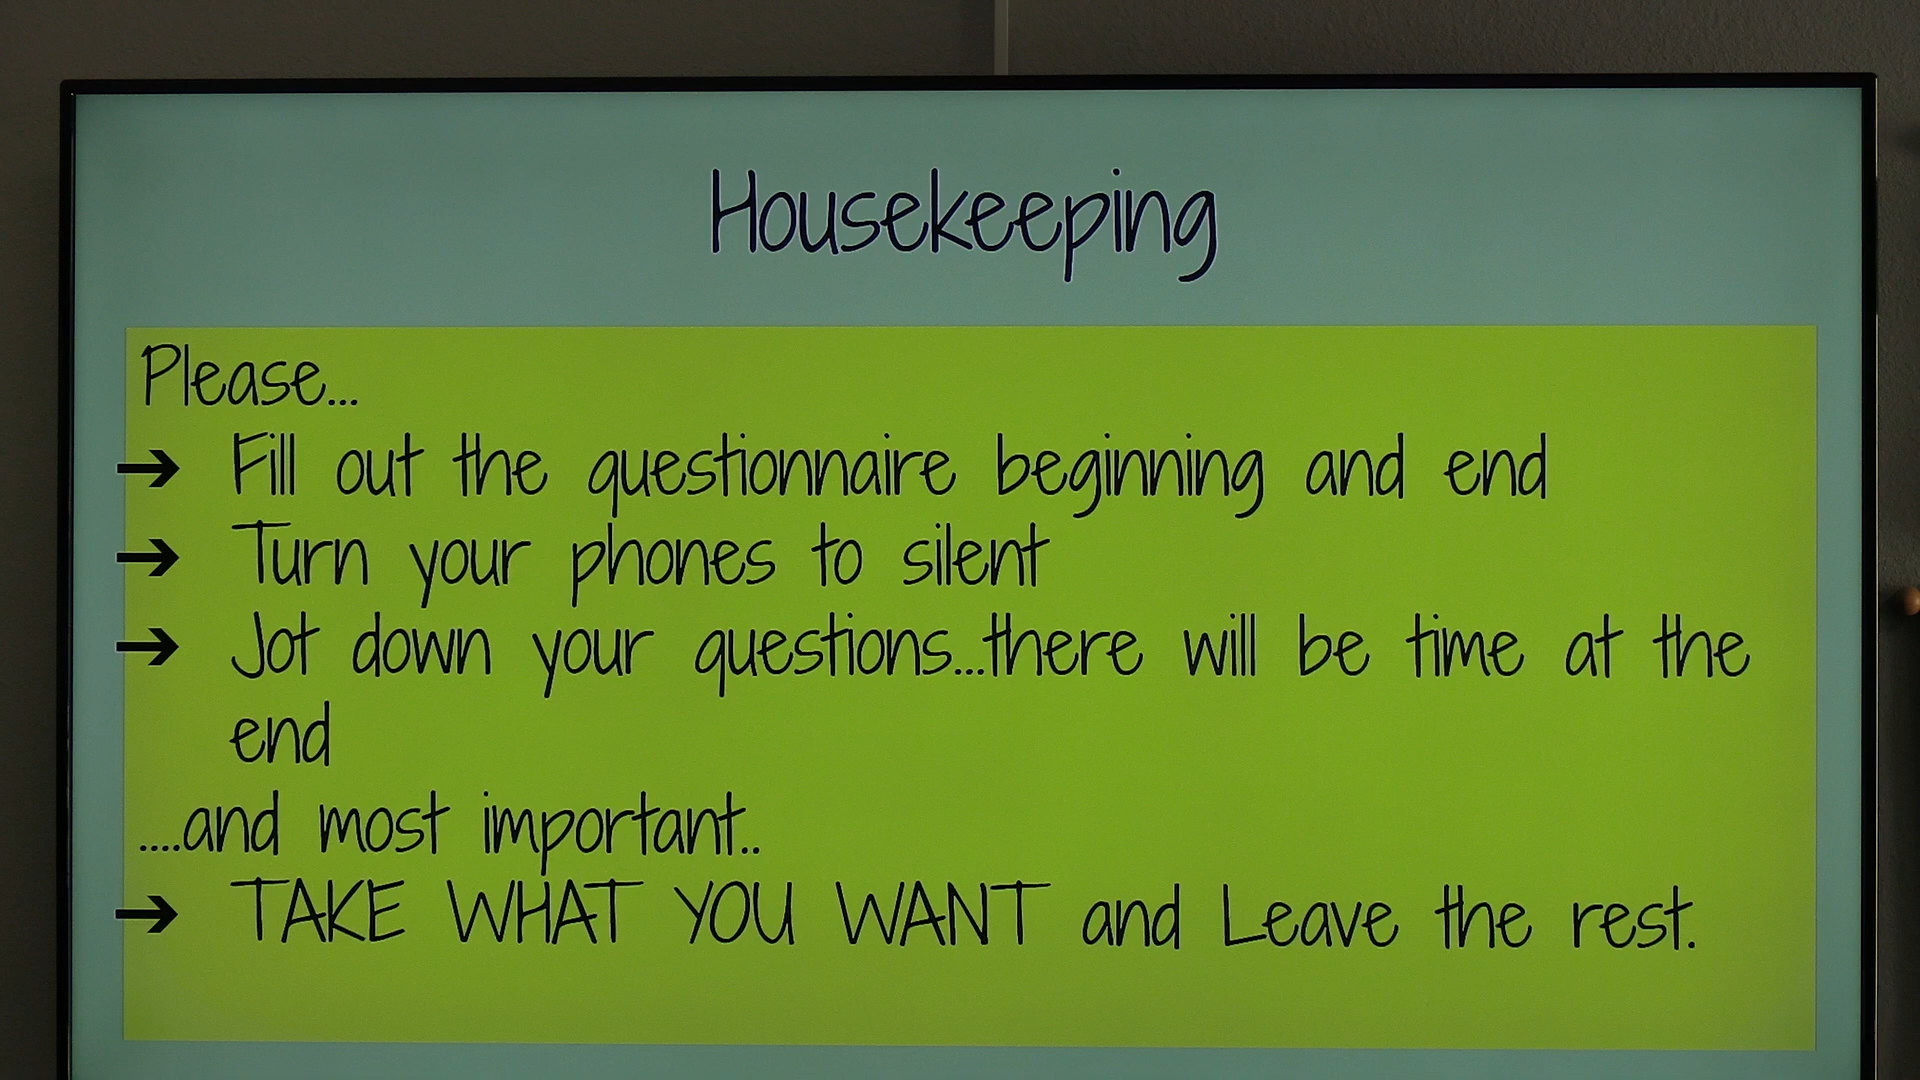 Housekeeping
Please...
→ Fill out the questionnaire beginning and end
→ Turn your phones to silent
→ Jot down your questions...there will be time at the
end
....and most important..
→ TAKE WHAT YOU WANT and Leave the rest.